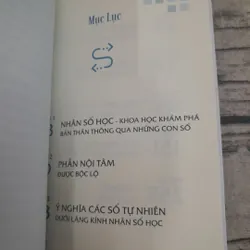 Mục Lục
NHÂN SỐ HỌC - KHOA HỌC KHÁM PHÁ
BẢN THÂN THÔNG QUA NHỮNG CON SỐ
PHẦN NỘI TÂM
ĐƯỢC BỘC LỘ
Ý NGHĨA CÁC SỐ TỰ NHIÊN
DƯỚI LĂNG KÍNH NHÂN SỐ HỌC